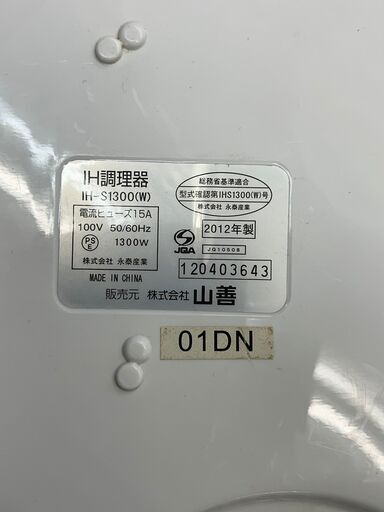 IH調理器
IH-S1300(W)
電流ヒューズ15A
100V 50/60Hz
PS
E
1300W
株式会社 永泰産業
MADE IN CHINA
総務省基準適合
型式確認第IHS1300(W)号
株式会社 永泰産業
JQA
2012年製
JQ10508
120403643
販売元 株式会社 山善
01DN